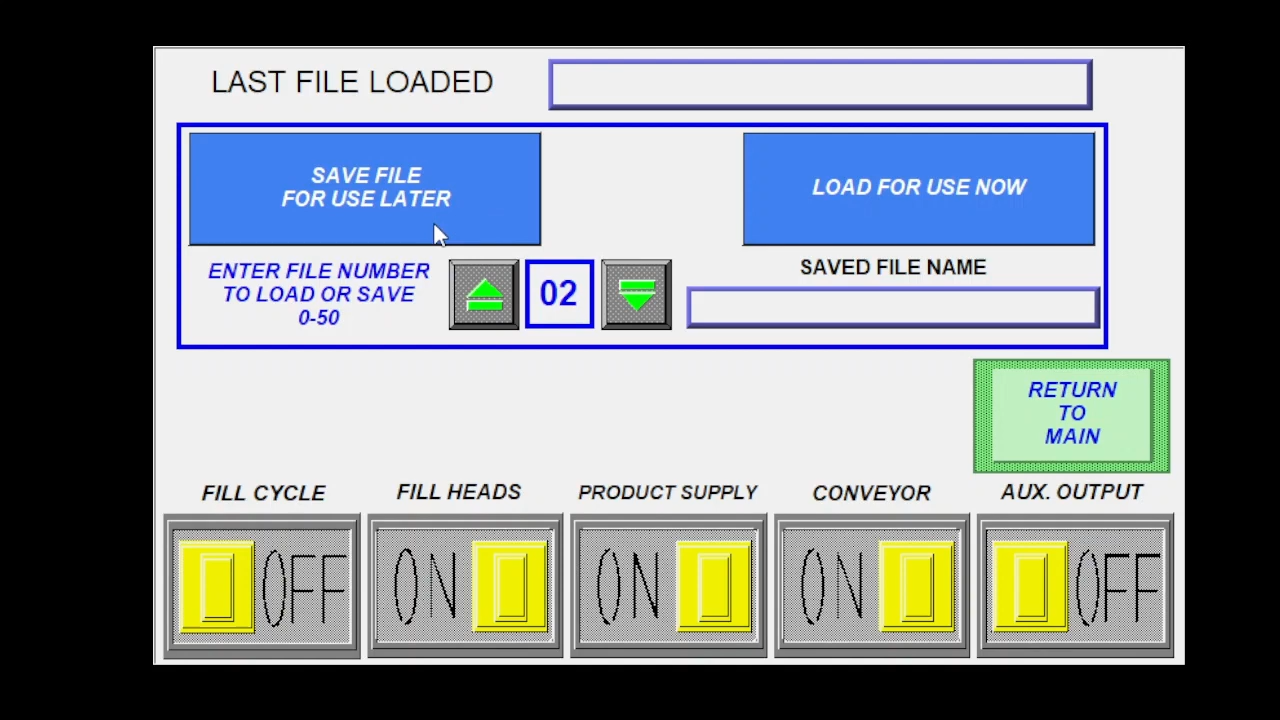 LAST FILE LOADED
SAVE FILE
FOR USE LATER
LOAD FOR USE NOW
ENTER FILE NUMBER
TO LOAD OR SAVE
0-50
02
SAVED FILE NAME
RETURN
TO
MAIN
FILL CYCLE
FILL HEADS
PRODUCT SUPPLY
CONVEYOR
AUX. OUTPUT
OFF
ON
ON
ON
OFF